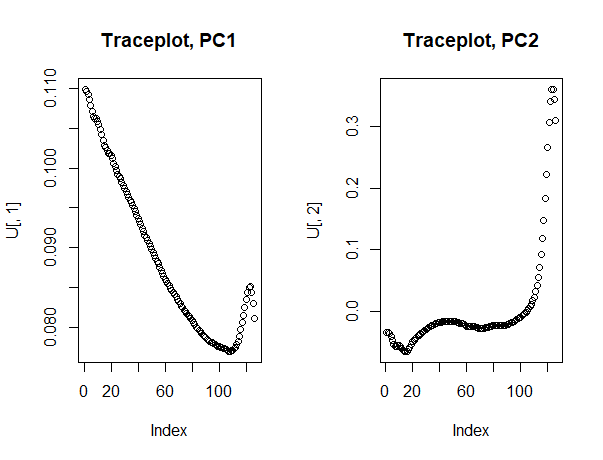 Traceplot, PC1
U[, 1]
0.080 0.090 0.100 0.110
0 20 60 100
Index
Traceplot, PC2
U[, 2]
0.0 0.1 0.2 0.3
0 20 60 100
Index